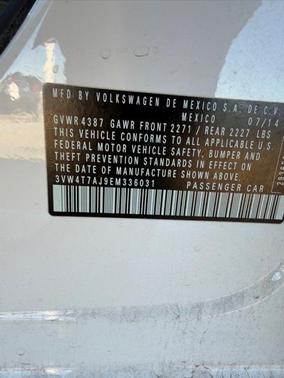 MFD BY VOLKSWAGEN DE MEXICO S.A. DE C.V.
MEXICO 07/14
GVWR 4387 GAWR FRONT 2271 / REAR 2227 LBS
THIS VEHICLE CONFORMS TO ALL APPLICABLE
FEDERAL MOTOR VEHICLE SAFETY, BUMPER AND
THEFT PREVENTION STANDARDS IN EFFECT ON
THE DATE OF MANUFACTURE SHOWN ABOVE
3VW4T7AJ9EM336031 PASSENGER CAR